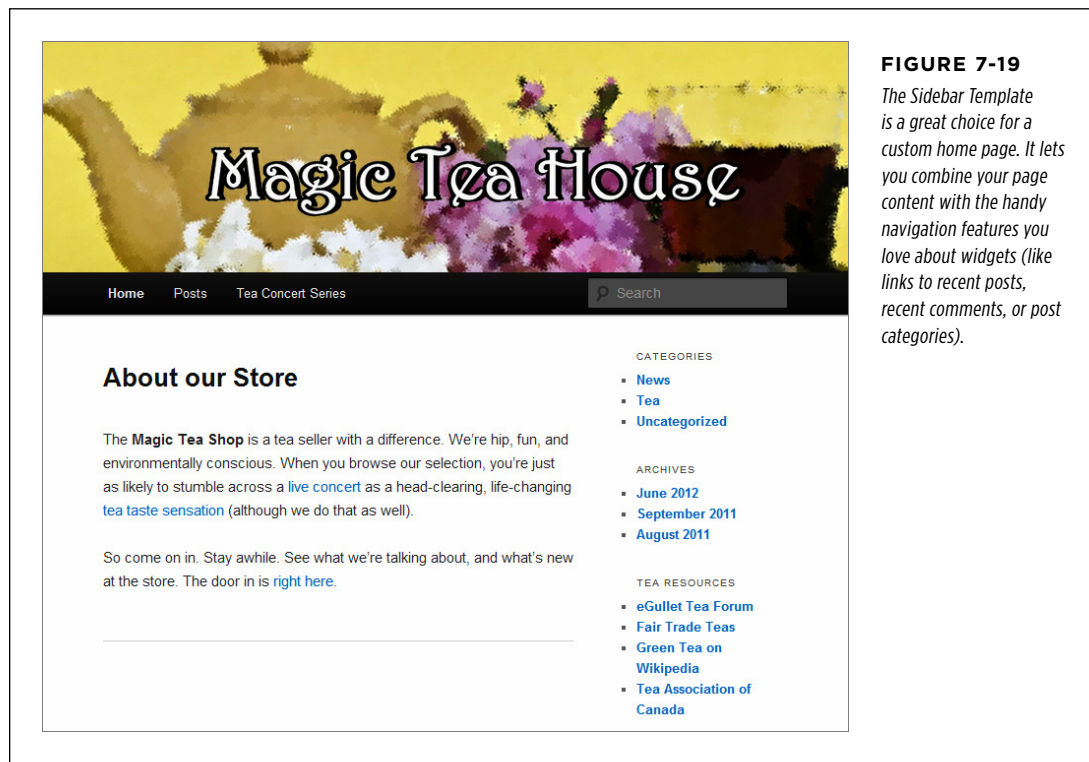 Magic Tea House
Home Posts Tea Concert Series Search
About our Store
The Magic Tea Shop is a tea seller with a difference. We're hip, fun, and
environmentally conscious. When you browse our selection, you're just
as likely to stumble across a live concert as a head-clearing, life-changing
tea taste sensation (although we do that as well).
So come on in. Stay awhile. See what we're talking about, and what's new
at the store. The door in is right here.
CATEGORIES
News
Tea
Uncategorized
ARCHIVES
June 2012
September 2011
August 2011
TEA RESOURCES
eGullet Tea Forum
Fair Trade Teas
Green Tea on
Wikipedia
Tea Association of
Canada
FIGURE 7-19
The Sidebar Template
is a great choice for a
custom home page. It lets
you combine your page
content with the handy
navigation features you
love about widgets (like
links to recent posts,
recent comments, or post
categories).